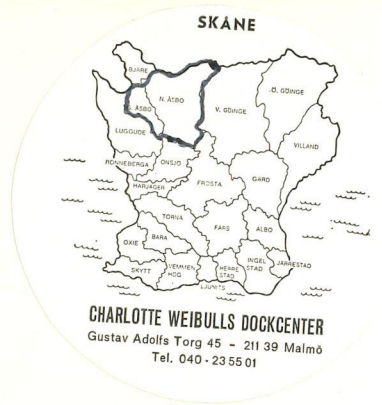 SKÅNE
BJÄRE
S. ÅSBO
N. ÅSBO
V. GÖINGE
Ö. GÖINGE
LUGGUDE
VILLAND
RÖNNEBERGA
ONSJÖ
FROSTA
GÄRD
HARJAGER
TORNA
FÄRS
ALBO
OXIE
BARA
INGEL
STAD
JÄRRESTAD
SKYTT
VEMMEN
HÖG
HERRE
STAD
LJUNITS
CHARLOTTE WEIBULLS DOCKCENTER
Gustav Adolfs Torg 45 - 211 39 Malmö
Tel. 040 - 23 55 01